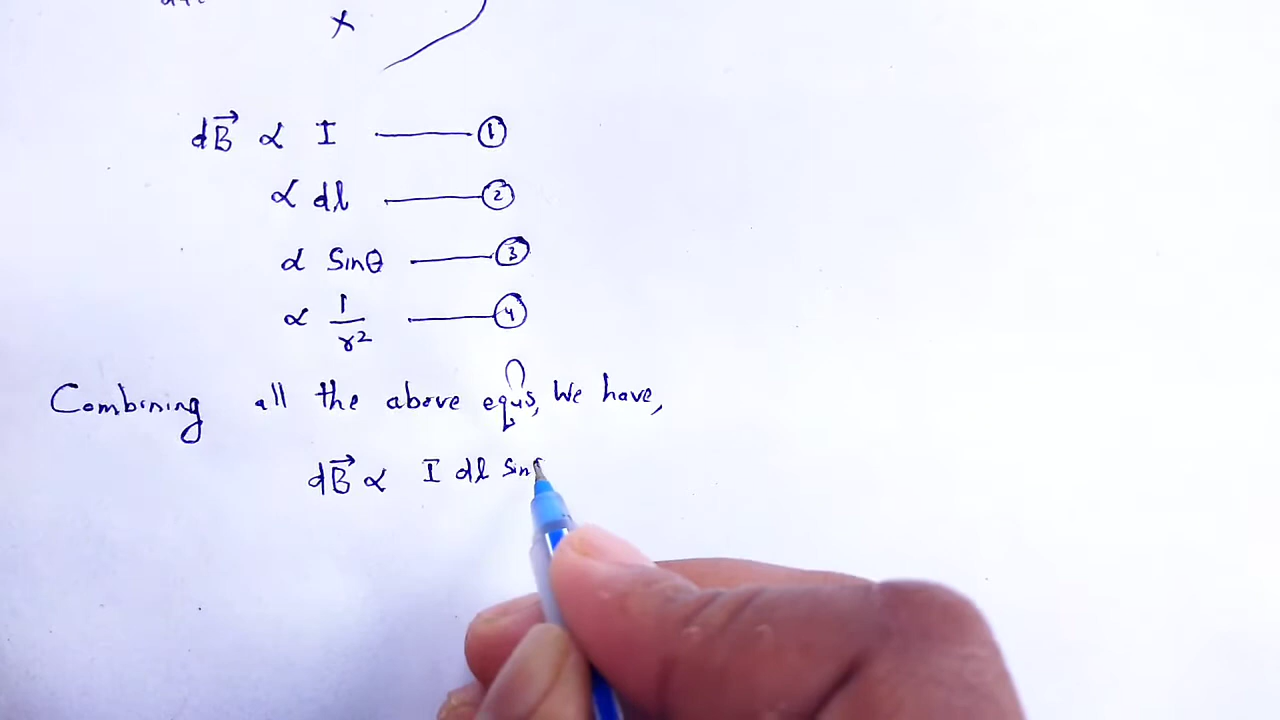 x
dB⃗ ∝ I ——— ①
∝ dl ——— ②
∝ Sinθ ——— ③
∝ 1/r² ——— ④
Combining all the above equs, We have,
dB⃗ ∝ I dl sin